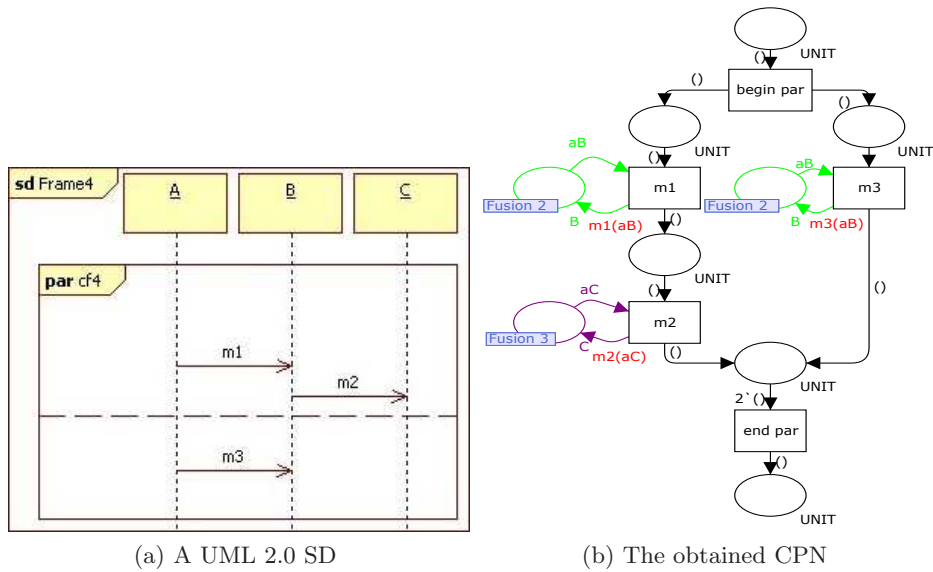 sd Frame4
A
B
C
par cf4
m1
m2
m3
(a) A UML 2.0 SD
()
UNIT
()
begin par
()
UNIT
()
UNIT
aB
()
m1
Fusion 2
B
m1(aB)
()
aB
m3
Fusion 2
B
m3(aB)
UNIT
()
aC
()
m2
Fusion 3
C
m2(aC)
()
UNIT
2`()
end par
()
UNIT
(b) The obtained CPN